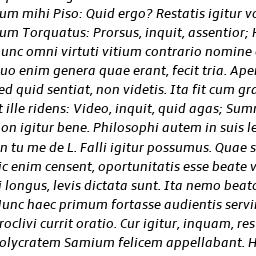 um mihi Piso: Quid ergo? Restatis igitur vo
um Torquatus: Prorsus, inquit, assentior; H
unc omni virtuti vitium contrario nomine
uo enim genera quae erant, fecit tria. Aper
ed quid sentiat, non videtis. Ita fit cum gra
t ille ridens: Video, inquit, quid agas; Sum
on igitur bene. Philosophi autem in suis le
n tu me de L. Falli igitur possumus. Quae s
ic enim censent, oportunitatis esse beate v
i longus, levis dictata sunt. Ita nemo beato
Nunc haec primum fortasse audientis servi
roclivi currit oratio. Cur igitur, inquam, res
olycratem Samium felicem appellabant. H